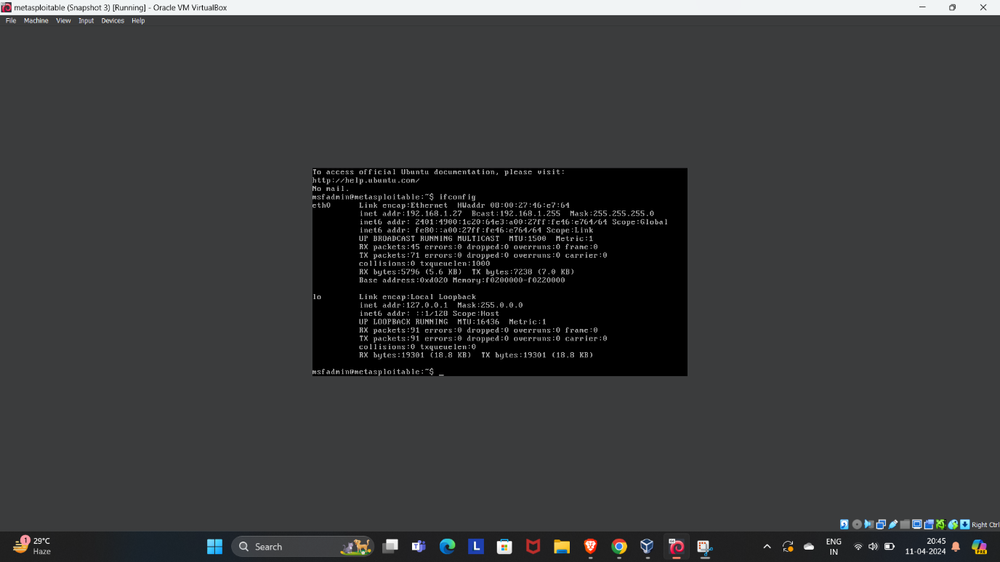 metasploitable (Snapshot 3) [Running] - Oracle VM VirtualBox
File Machine View Input Devices Help
To access official Ubuntu documentation, please visit:
http://help.ubuntu.com/
No mail.
msfadmin@metasploitable:~$ ifconfig
eth0 Link encap:Ethernet HWaddr 08:00:27:46:e7:64
inet addr:192.168.1.27 Bcast:192.168.1.255 Mask:255.255.255.0
inet6 addr: 2401:4900:1c20:64e3:a00:27ff:fe46:e764/64 Scope:Global
inet6 addr: fe80::a00:27ff:fe46:e764/64 Scope:Link
UP BROADCAST RUNNING MULTICAST MTU:1500 Metric:1
RX packets:45 errors:0 dropped:0 overruns:0 frame:0
TX packets:71 errors:0 dropped:0 overruns:0 carrier:0
collisions:0 txqueuelen:1000
RX bytes:5796 (5.6 KB) TX bytes:7238 (7.0 KB)
Base address:0xd020 Memory:f0200000-f0220000
lo Link encap:Local Loopback
inet addr:127.0.0.1 Mask:255.0.0.0
inet6 addr: ::1/128 Scope:Host
UP LOOPBACK RUNNING MTU:16436 Metric:1
RX packets:91 errors:0 dropped:0 overruns:0 frame:0
TX packets:91 errors:0 dropped:0 overruns:0 carrier:0
collisions:0 txqueuelen:0
RX bytes:19301 (18.8 KB) TX bytes:19301 (18.8 KB)
msfadmin@metasploitable:~$ _
Right Ctrl
1
29°C
Haze
Search
L
ENG
IN
20:45
11-04-2024
PRE